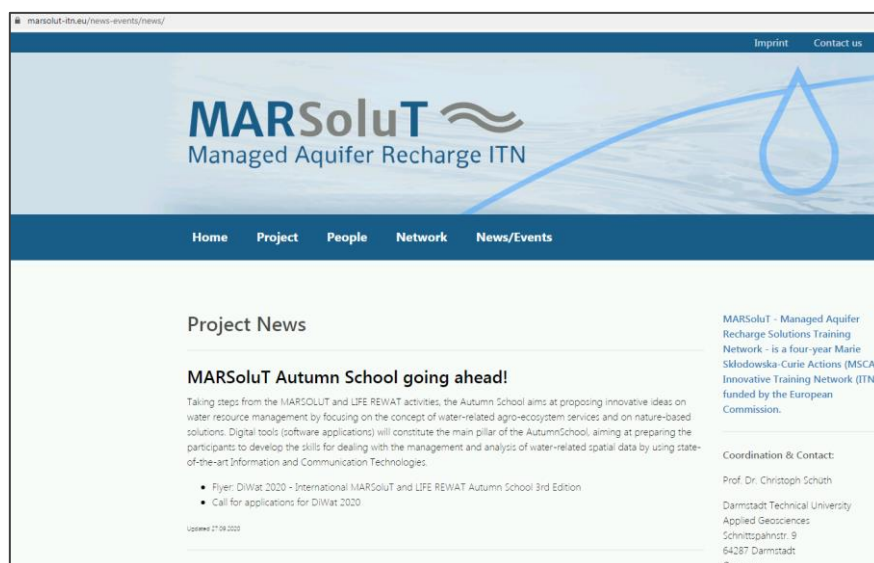 marsolut-itn.eu/news-events/news/
Imprint Contact us
MARSoluT
Managed Aquifer Recharge ITN
Home Project People Network News/Events
Project News
MARSoluT Autumn School going ahead!
Taking steps from the MARSOLUT and LIFE REWAT activities, the Autumn School aims at proposing innovative ideas on
water resource management by focusing on the concept of water-related agro-ecosystem services and on nature-based
solutions. Digital tools (software applications) will constitute the main pillar of the AutumnSchool, aiming at preparing the
participants to develop the skills for dealing with the management and analysis of water-related spatial data by using state-
of-the-art Information and Communication Technologies.
Flyer: DiWat 2020 - International MARSoluT and LIFE REWAT Autumn School 3rd Edition
Call for applications for DiWat 2020
Updated 27.09.2020
MARSoluT - Managed Aquifer
Recharge Solutions Training
Network - is a four-year Marie
Skłodowska-Curie Actions (MSCA
Innovative Training Network (ITN
funded by the European
Commission.
Coordination & Contact:
Prof. Dr. Christoph Schüth
Darmstadt Technical University
Applied Geosciences
Schnittspahnstr. 9
64287 Darmstadt